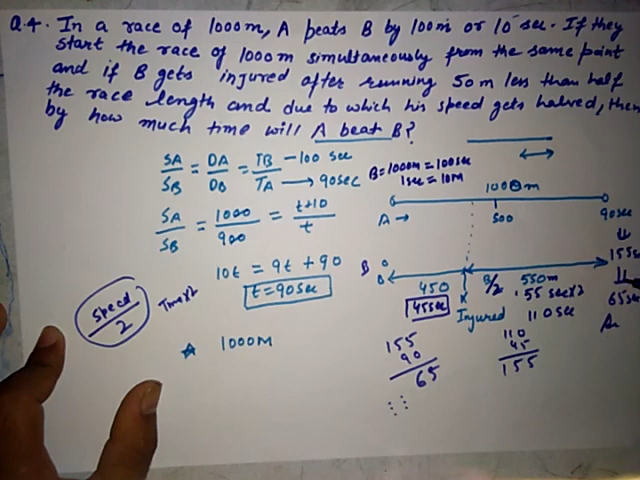 Q.4. In a race of 1000m, A beats B by 100m or 10 sec. If they
start the race of 1000m simultaneously from the same point
and if B gets injured after running 50m less than half
the race length and due to which his speed gets halved, then
by how much time will A beat B?
SA/SB = DA/DB = TB/TA
— 100 sec
→ 90sec
B = 1000m = 100sec
1sec = 10M
SA/SB = 1000/900 = t+10/t
1000m
A →
500
90sec
10t = 9t + 90
t = 90sec
B
450
B/2
550m
155s
45sec
X
Injured
55 sec x 2
110sec
65sec
Speed/2
Time x 2
A 1000M
155
90
65
110
45
155